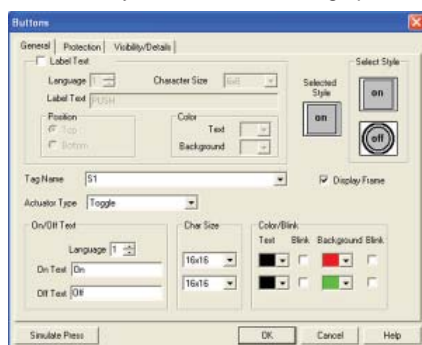 Buttons
General Protection Visibility/Details
Label Text
Select Style
Language 1 Character Size 6x8
Selected Style
on
on
off
Label Text PUSH
Position
Top
Bottom
Color
Text
Background
Tag Name S1
Display Frame
Actuator Type Toggle
On/Off Text
Char Size
Color/Blink
Text Blink Background Blink
Language 1
On Text On
16x16
Off Text Off
16x16
Simulate Press OK Cancel Help